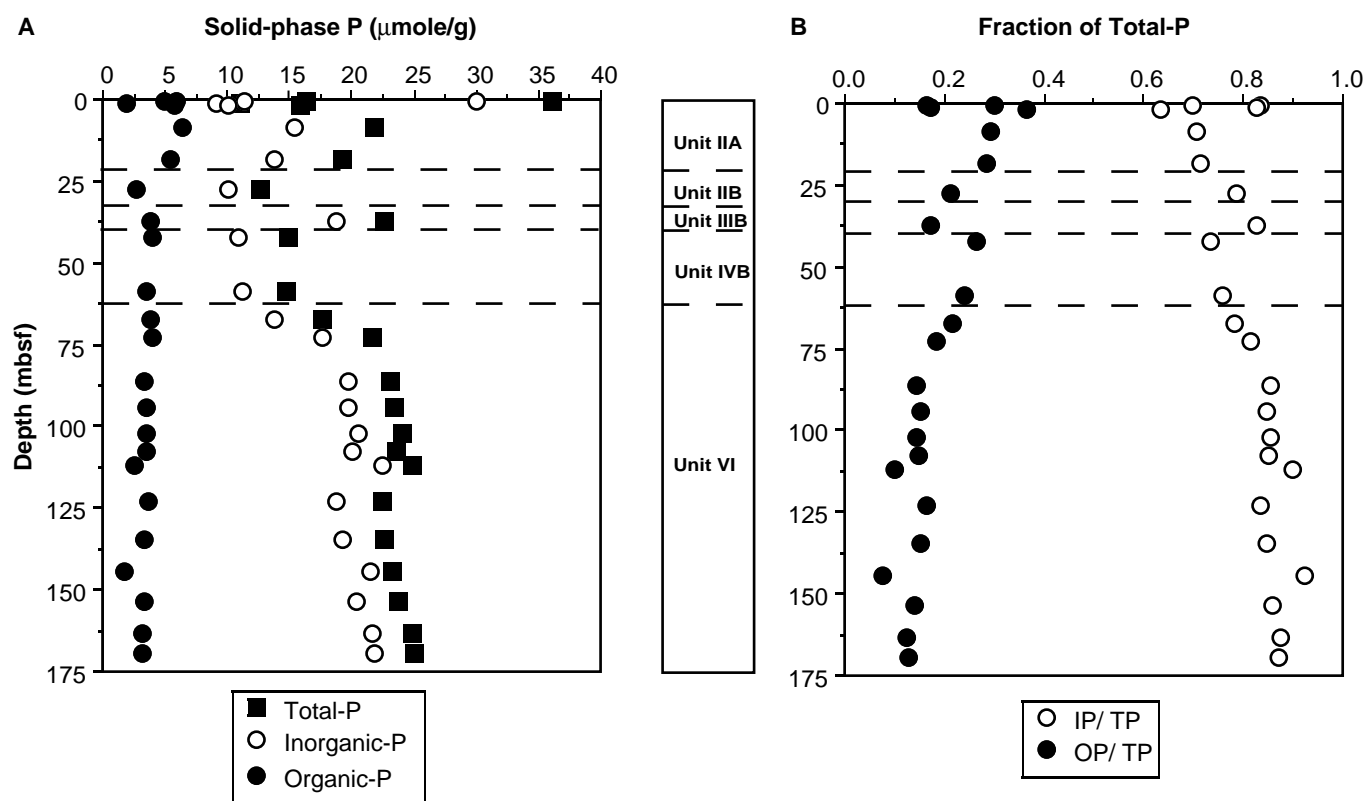 A
Solid-phase P (μmole/g)
0 5 10 15 20 25 30 35 40
0
25
50
75
100
125
150
175
Depth (mbsf)
Total-P
Inorganic-P
Organic-P
Unit IIA
Unit IIB
Unit IIIB
Unit IVB
Unit VI
B
Fraction of Total-P
0.0 0.2 0.4 0.6 0.8 1.0
0
25
50
75
100
125
150
175
IP/ TP
OP/ TP